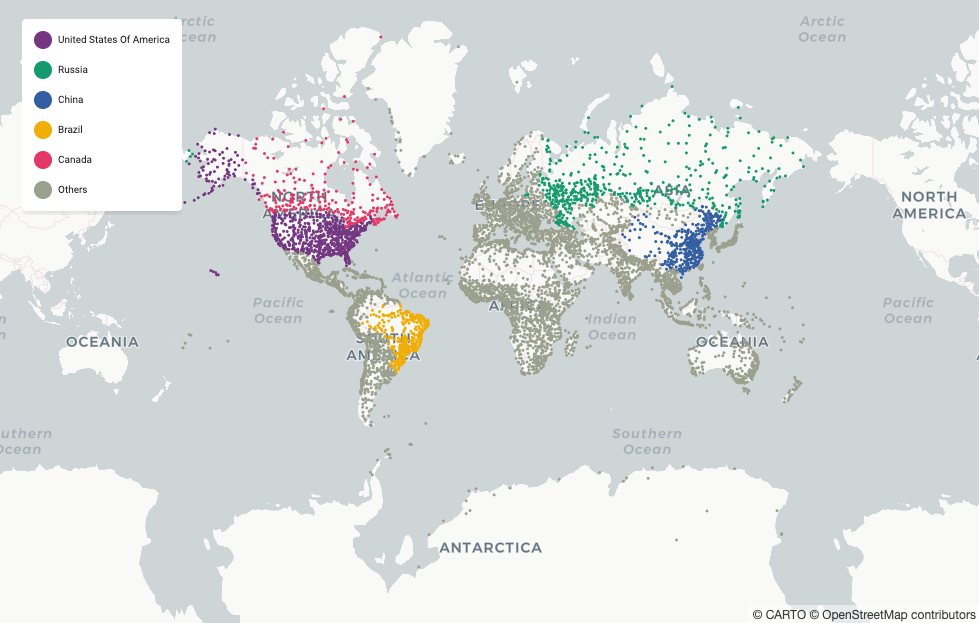 Arctic
Ocean
Arctic
Ocean
United States Of America
Russia
China
Brazil
Canada
Others
NORTH
AMERICA
ASIA
NORTH
AMERICA
Atlantic
Ocean
Pacific
Ocean
AFRICA
Indian
Ocean
Pacific
Ocean
OCEANIA
SOUTH
AMERICA
OCEANIA
uthern
Ocean
Southern
Ocean
ANTARCTICA
© CARTO © OpenStreetMap contributors